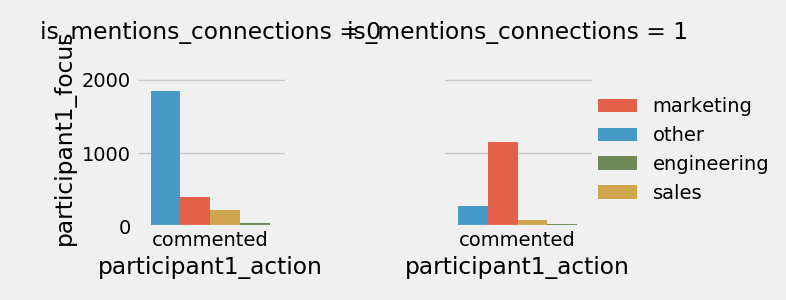 is_mentions_connections = 0
is_mentions_connections = 1
participant1_focus
2000
1000
0
commented
commented
participant1_action
participant1_action
marketing
other
engineering
sales